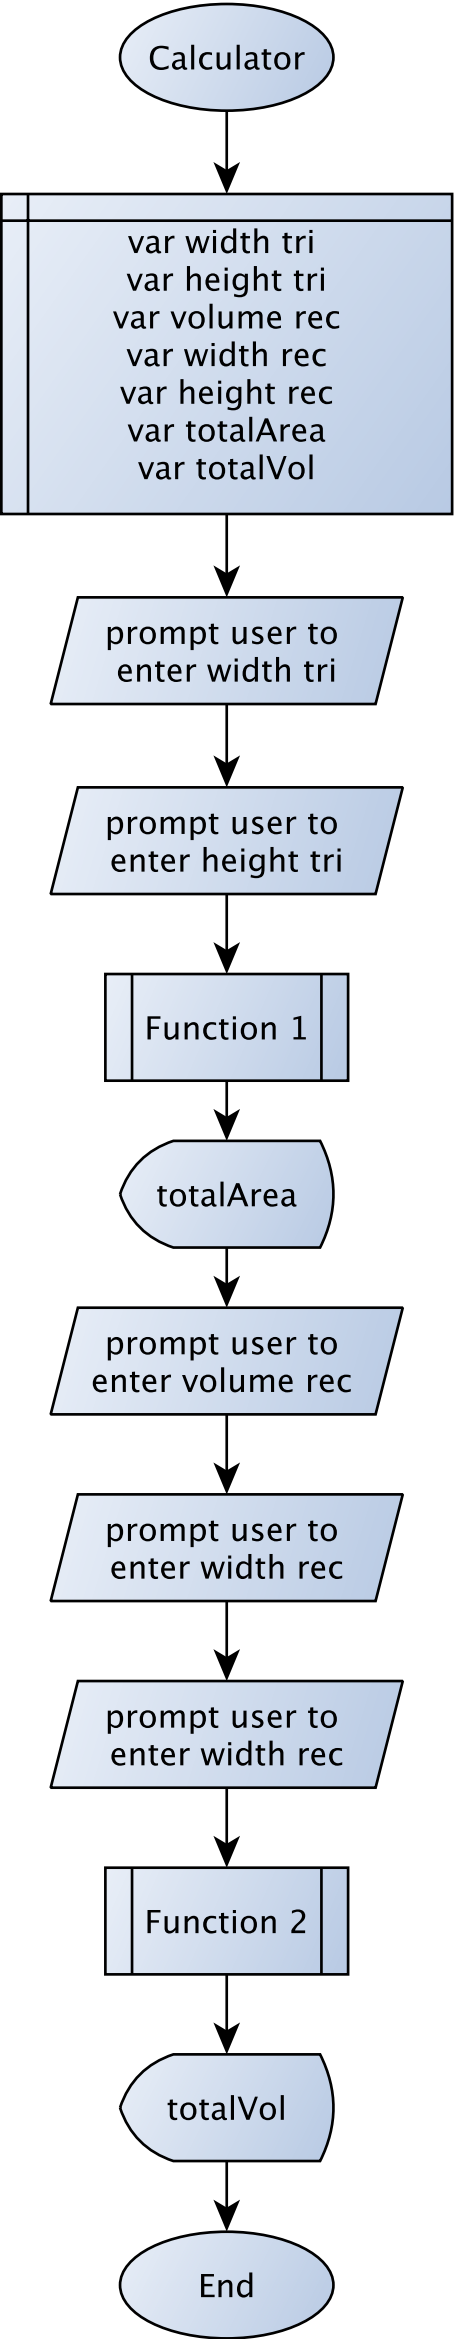 Calculator
var width tri
var height tri
var volume rec
var width rec
var height rec
var totalArea
var totalVol
prompt user to
enter width tri
prompt user to
enter height tri
Function 1
totalArea
prompt user to
enter volume rec
prompt user to
enter width rec
prompt user to
enter width rec
Function 2
totalVol
End